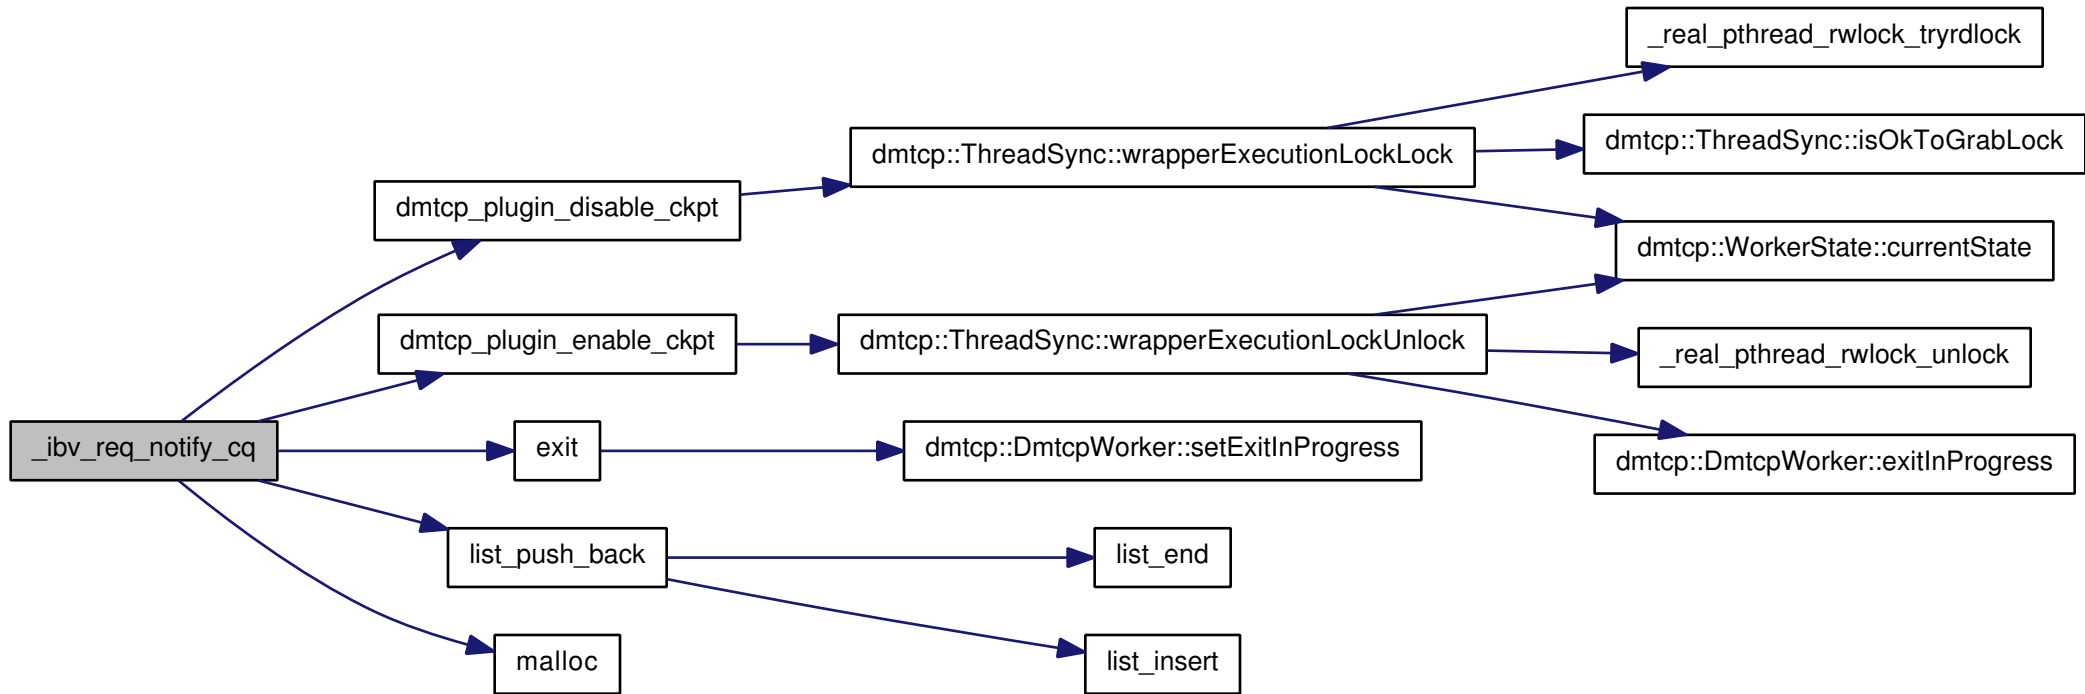 _real_pthread_rwlock_tryrdlock
dmtcp::ThreadSync::wrapperExecutionLockLock
dmtcp::ThreadSync::isOkToGrabLock
dmtcp_plugin_disable_ckpt
dmtcp::WorkerState::currentState
dmtcp_plugin_enable_ckpt
dmtcp::ThreadSync::wrapperExecutionLockUnlock
_real_pthread_rwlock_unlock
_ibv_req_notify_cq
exit
dmtcp::DmtcpWorker::setExitInProgress
dmtcp::DmtcpWorker::exitInProgress
list_push_back
list_end
malloc
list_insert